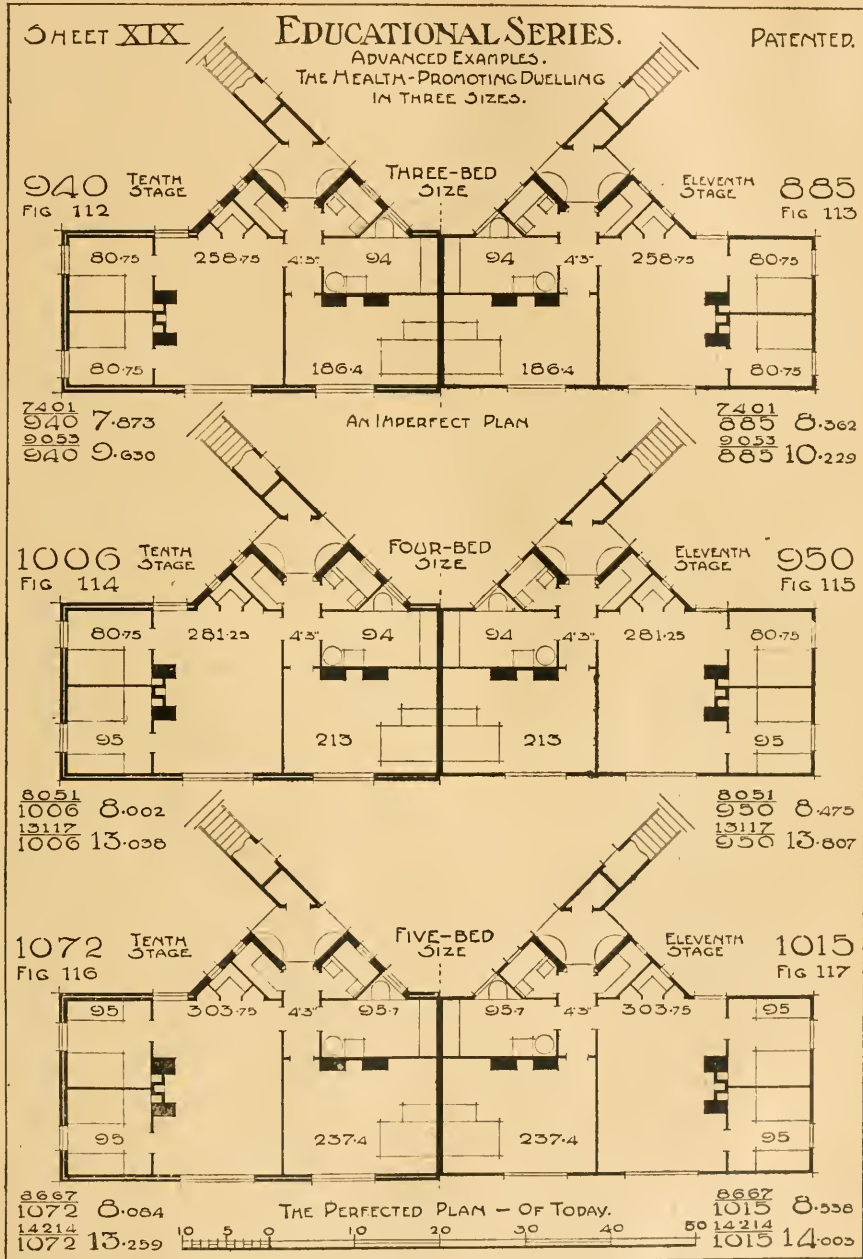 SHEET XIX
EDUCATIONAL SERIES.
PATENTED.
ADVANCED EXAMPLES.
THE HEALTH-PROMOTING DWELLING
IN THREE SIZES.
940 TENTH STAGE
FIG 112
THREE-BED
SIZE
ELEVENTH STAGE 885
FIG 113
80.75 258.75 4'3" 94 94 4'3" 258.75 80.75
80.75 186.4 186.4 80.75
7401
940 7.873
9053
940 9.630
AN IMPERFECT PLAN
7401
885 8.362
9053
885 10.229
1006 TENTH STAGE
FIG 114
FOUR-BED
SIZE
ELEVENTH STAGE 950
FIG 115
80.75 281.25 4'3" 94 94 4'3" 281.25 80.75
95 213 213 95
8051
1006 8.002
13117
1006 13.038
8051
950 8.475
13117
950 13.807
1072 TENTH STAGE
FIG 116
FIVE-BED
SIZE
ELEVENTH STAGE 1015
FIG 117
95 303.75 4'3" 95.7 95.7 4'3" 303.75 95
95 237.4 237.4 95
8667
1072 8.084
14214
1072 13.259
THE PERFECTED PLAN – OF TODAY.
10 5 0 10 20 30 40 50
8667
1015 8.538
14214
1015 14.003